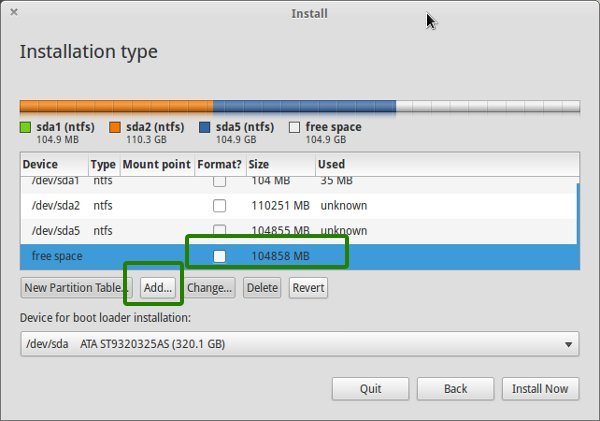 Install
Installation type
sda1 (ntfs) sda2 (ntfs) sda5 (ntfs) free space
104.9 MB 110.3 GB 104.9 GB 104.9 GB
Device Type Mount point Format? Size Used
/dev/sda1 ntfs 104 MB 35 MB
/dev/sda2 ntfs 110251 MB unknown
/dev/sda5 ntfs 104855 MB unknown
free space 104858 MB
New Partition Table... Add... Change... Delete Revert
Device for boot loader installation:
/dev/sda ATA ST9320325AS (320.1 GB)
Quit Back Install Now